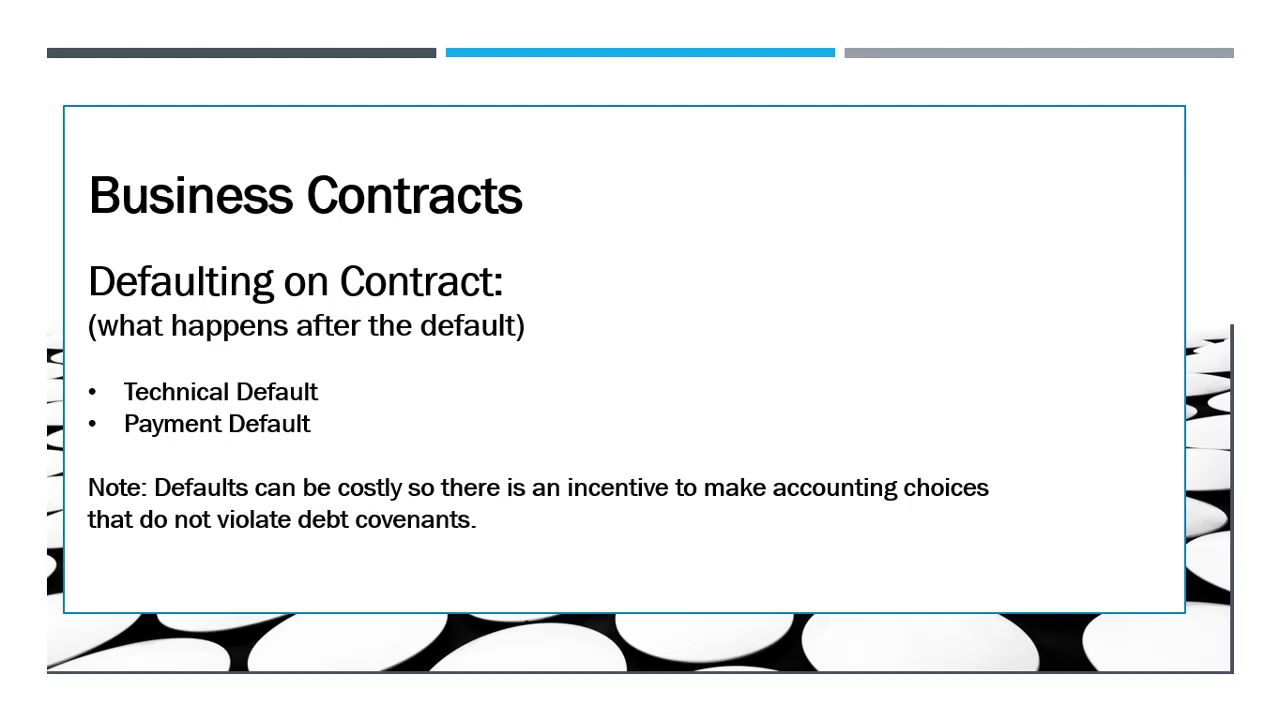 Business Contracts
Defaulting on Contract:
(what happens after the default)
• Technical Default
• Payment Default
Note: Defaults can be costly so there is an incentive to make accounting choices
that do not violate debt covenants.